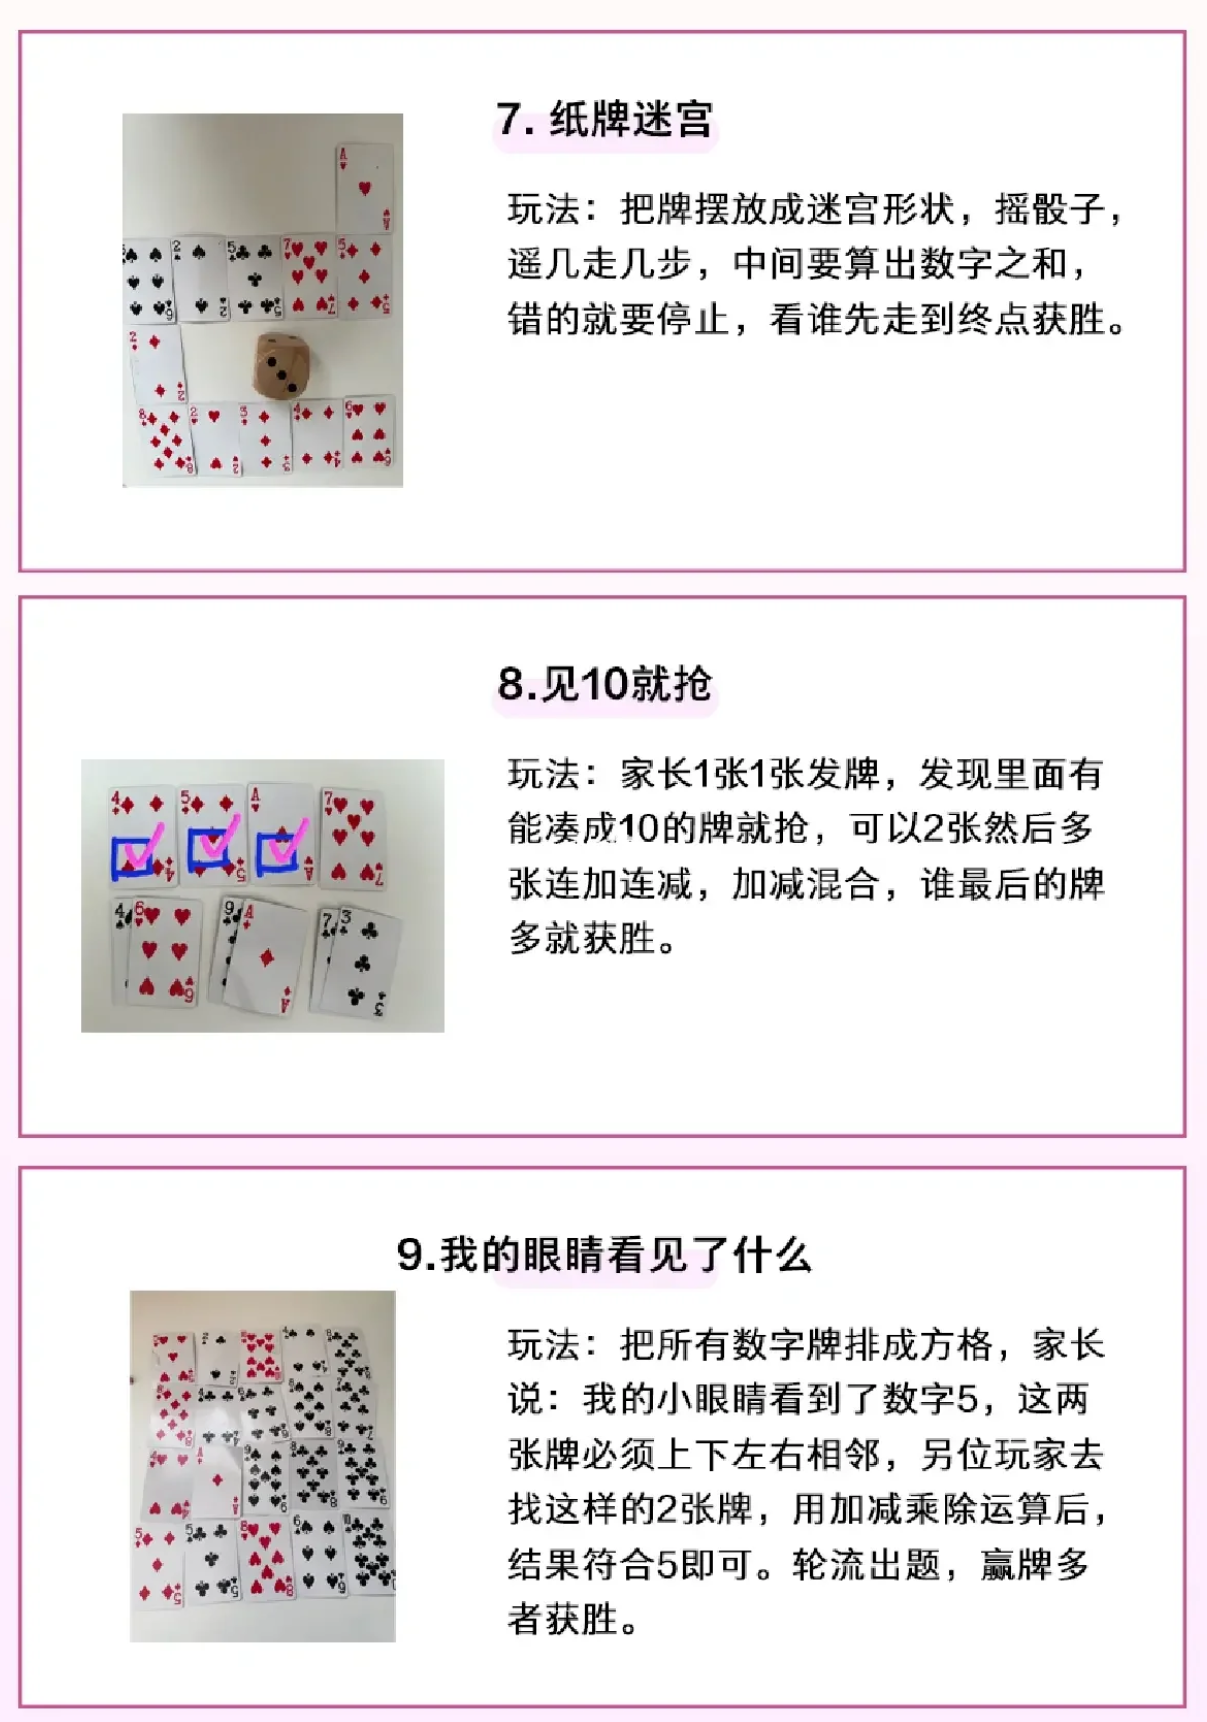 7. 纸牌迷宫
玩法：把牌摆放成迷宫形状，摇骰子，
遥几走几步，中间要算出数字之和，
错的就要停止，看谁先走到终点获胜。
8.见10就抢
玩法：家长1张1张发牌，发现里面有
能凑成10的牌就抢，可以2张然后多
张连加连减，加减混合，谁最后的牌
多就获胜。
9.我的眼睛看见了什么
玩法：把所有数字牌排成方格，家长
说：我的小眼睛看到了数字5，这两
张牌必须上下左右相邻，另位玩家去
找这样的2张牌，用加减乘除运算后，
结果符合5即可。轮流出题，赢牌多
者获胜。